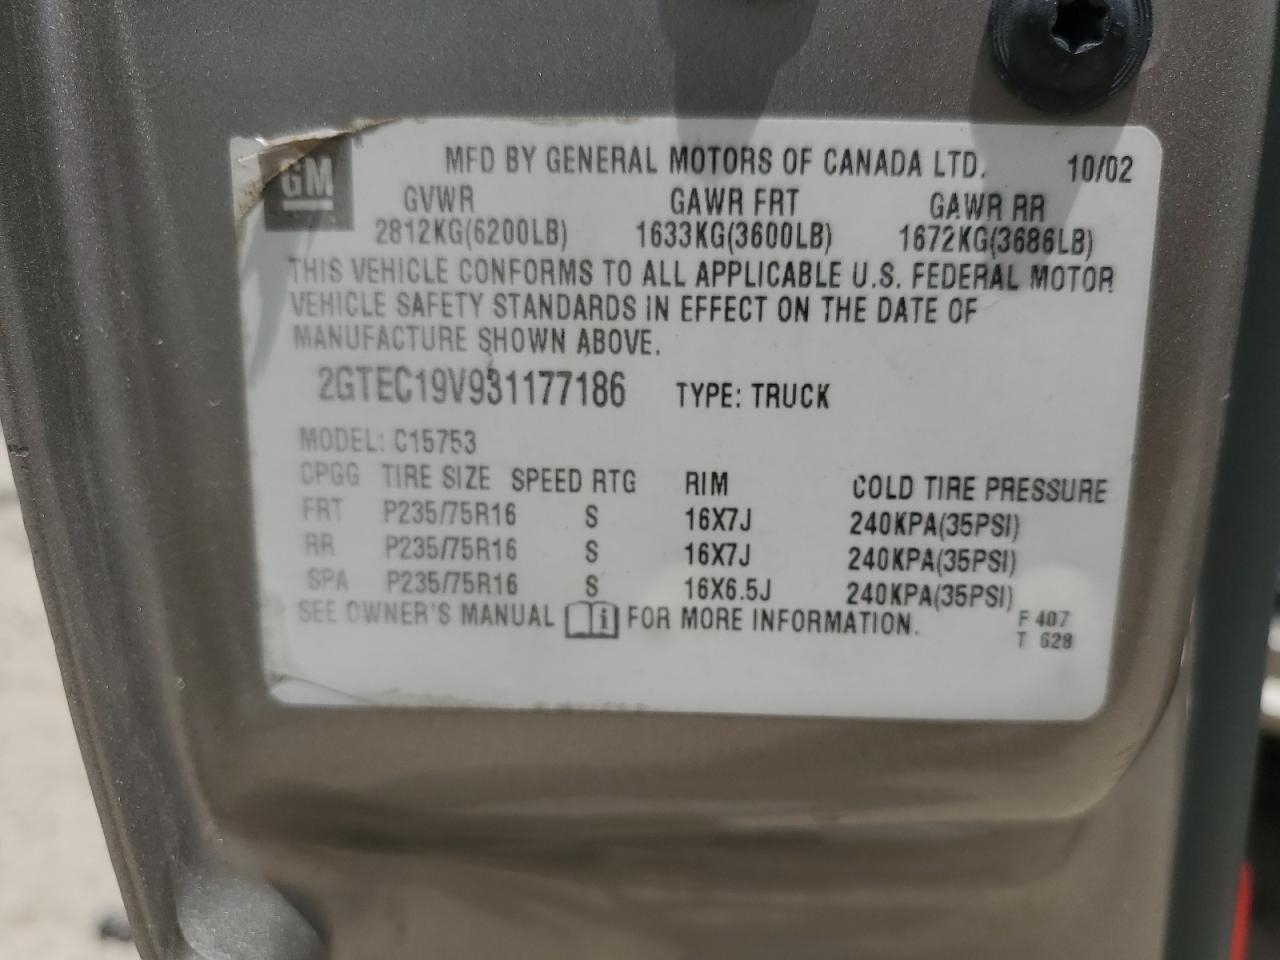 GM
MFD BY GENERAL MOTORS OF CANADA LTD. 10/02
GVWR GAWR FRT GAWR RR
2812KG(6200LB) 1633KG(3600LB) 1672KG(3686LB)
THIS VEHICLE CONFORMS TO ALL APPLICABLE U.S. FEDERAL MOTOR
VEHICLE SAFETY STANDARDS IN EFFECT ON THE DATE OF
MANUFACTURE SHOWN ABOVE.
2GTEC19V931177186 TYPE: TRUCK
MODEL: C15753
CPGG TIRE SIZE SPEED RTG RIM COLD TIRE PRESSURE
FRT P235/75R16 S 16X7J 240KPA(35PSI)
RR P235/75R16 S 16X7J 240KPA(35PSI)
SPA P235/75R16 S 16X6.5J 240KPA(35PSI)
SEE OWNER'S MANUAL i FOR MORE INFORMATION.
F 407
T 628